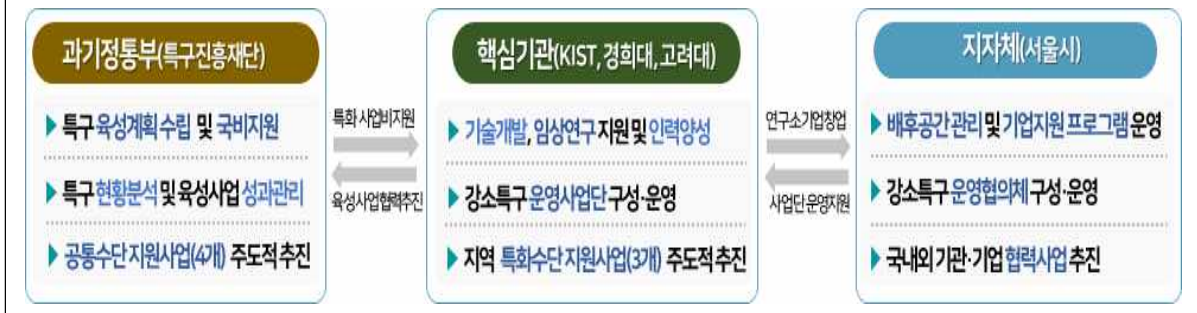 과기정통부(특구진흥재단)
▶ 특구 육성계획 수립 및 국비지원
▶ 특구 현황분석 및 육성사업 성과관리
▶ 공통수단 지원사업(4개) 주도적 추진
특화 사업비지원
육성사업협력추진
핵심기관(KIST, 경희대, 고려대)
▶ 기술개발, 임상연구 지원 및 인력양성
▶ 강소특구 운영사업단 구성·운영
▶ 지역 특화수단 지원사업(3개) 주도적 추진
연구소기업창업
사업단 운영지원
지자체(서울시)
▶ 배후공간 관리 및 기업지원 프로그램 운영
▶ 강소특구 운영협의체 구성·운영
▶ 국내외 기관·기업 협력사업 추진